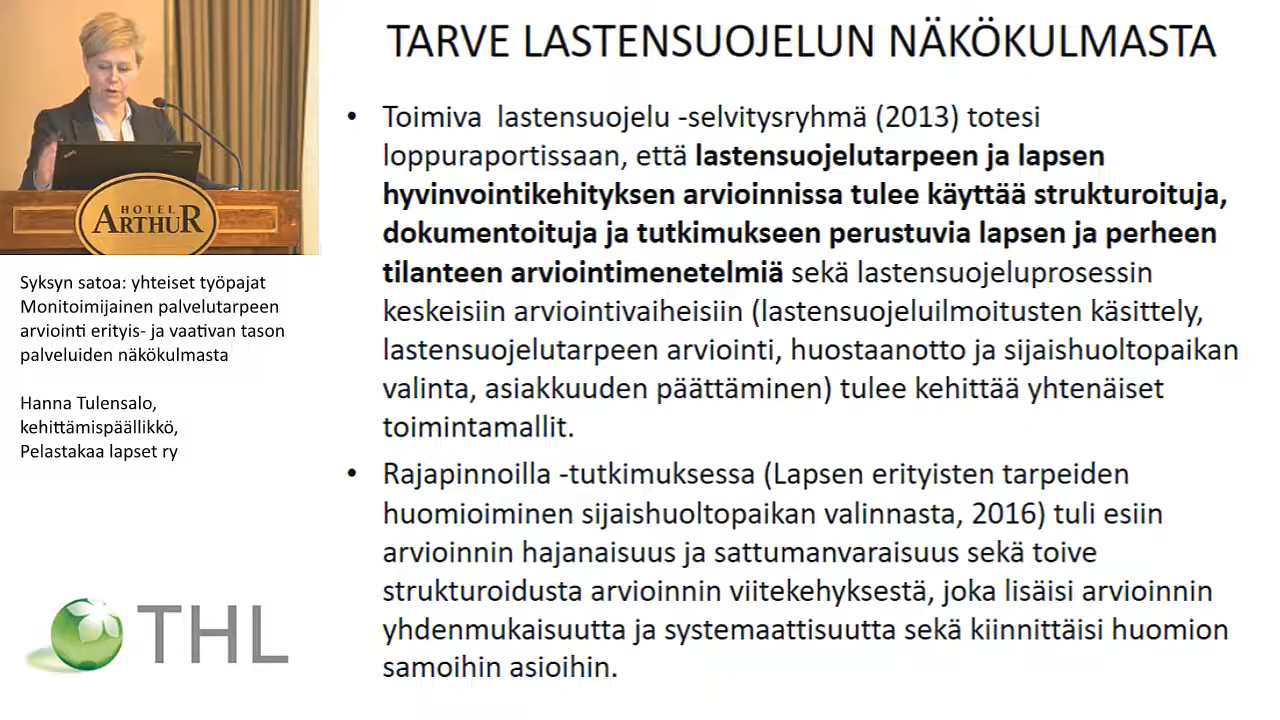 TARVE LASTENSUOJELUN NÄKÖKULMASTA
• Toimiva lastensuojelu -selvitysryhmä (2013) totesi
loppuraportissaan, että lastensuojelutarpeen ja lapsen
hyvinvointikehityksen arvioinnissa tulee käyttää strukturoituja,
dokumentoituja ja tutkimukseen perustuvia lapsen ja perheen
tilanteen arviointimenetelmiä sekä lastensuojeluprosessin
keskeisiin arviointivaiheisiin (lastensuojeluilmoitusten käsittely,
lastensuojelutarpeen arviointi, huostaanotto ja sijaishuoltopaikan
valinta, asiakkuuden päättäminen) tulee kehittää yhtenäiset
toimintamallit.
• Rajapinnoilla -tutkimuksessa (Lapsen erityisten tarpeiden
huomioiminen sijaishuoltopaikan valinnasta, 2016) tuli esiin
arvioinnin hajanaisuus ja sattumanvaraisuus sekä toive
strukturoidusta arvioinnin viitekehyksestä, joka lisäisi arvioinnin
yhdenmukaisuutta ja systemaattisuutta sekä kiinnittäisi huomion
samoihin asioihin.
HOTEL
ARTHUR
Syksyn satoa: yhteiset työpajat
Monitoimijainen palvelutarpeen
arviointi erityis- ja vaativan tason
palveluiden näkökulmasta
Hanna Tulensalo,
kehittämispäällikkö,
Pelastakaa lapset ry
THL